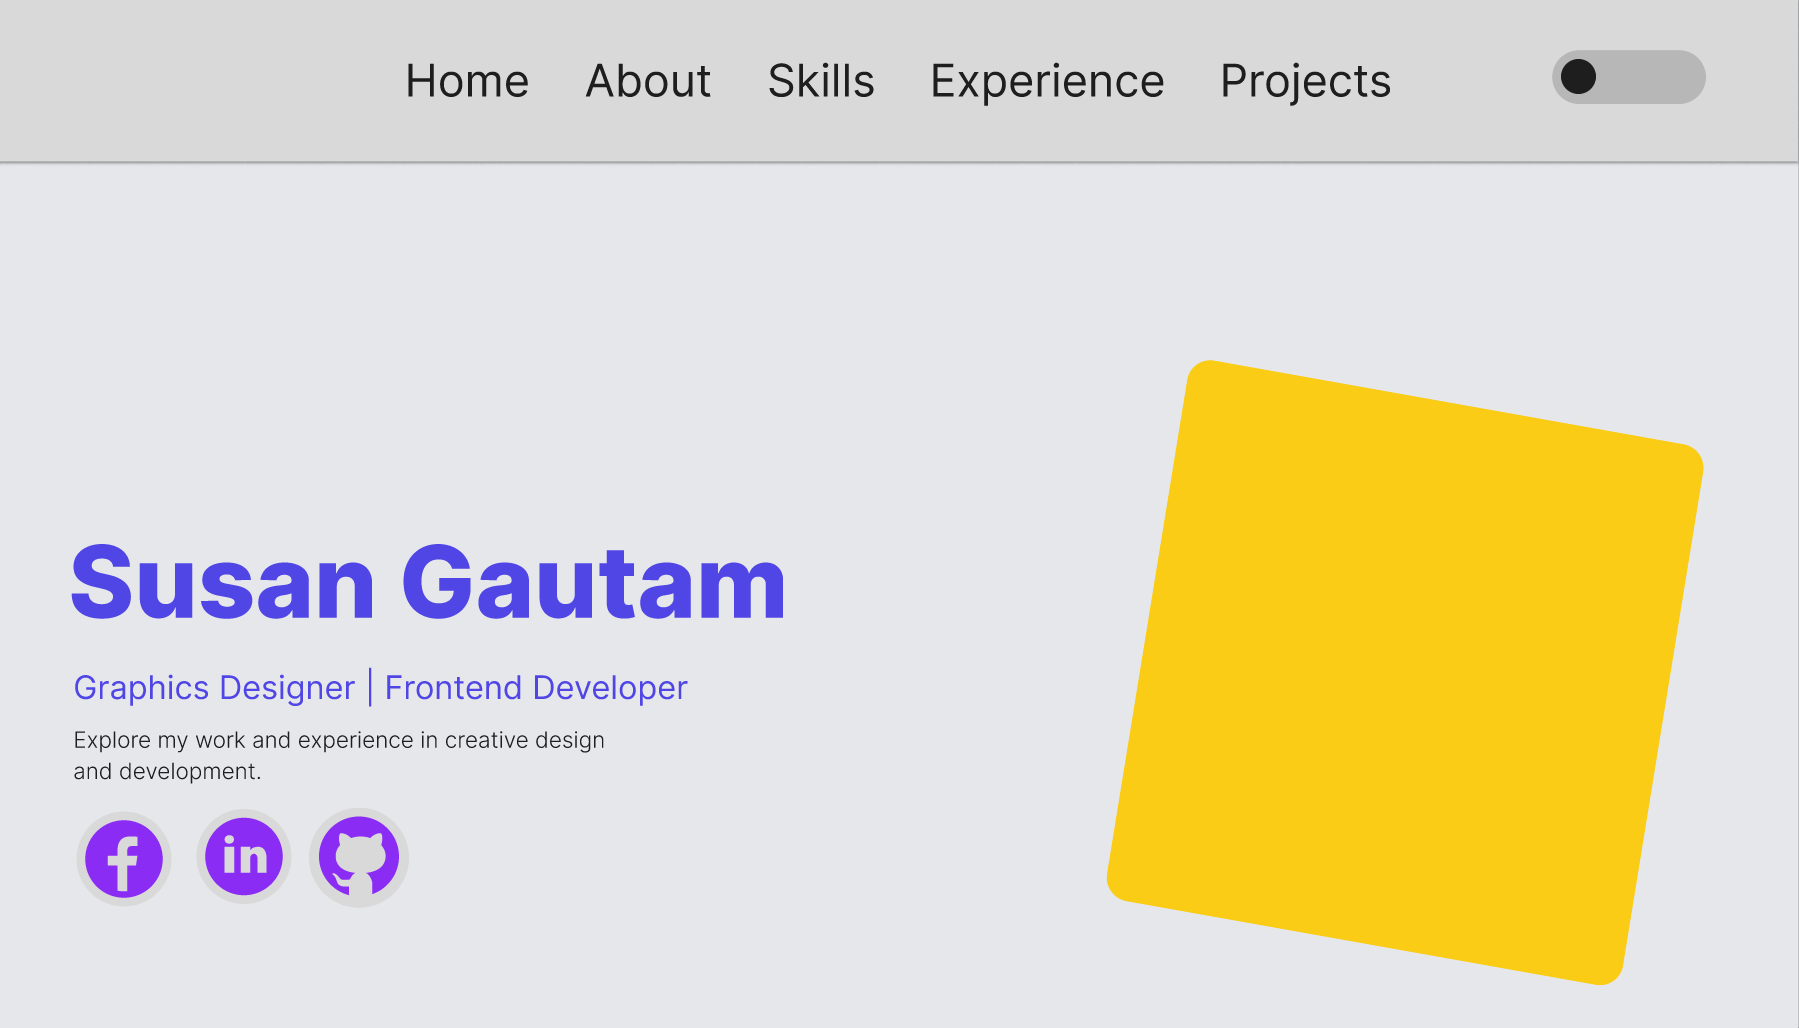 Home About Skills Experience Projects
Susan Gautam
Graphics Designer | Frontend Developer
Explore my work and experience in creative design
and development.
f in